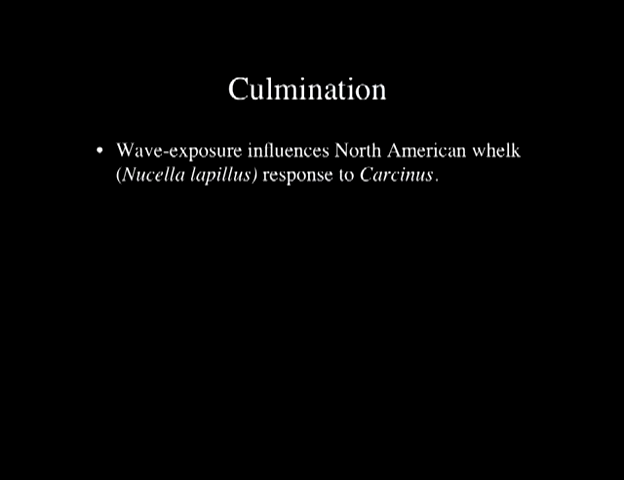 Culmination
• Wave-exposure influences North American whelk
(Nucella lapillus) response to Carcinus.